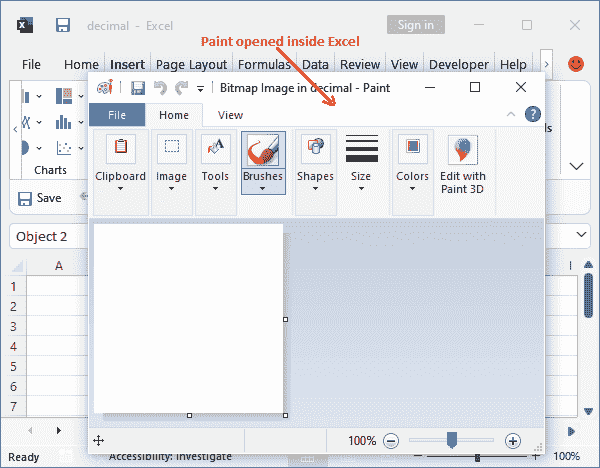 decimal - Excel
Sign in
Paint opened inside Excel
File Home Insert Page Layout Formulas Data Review View Developer Help
Bitmap Image in decimal - Paint
File Home View
Clipboard Image Tools Brushes Shapes Size Colors Edit with Paint 3D
Charts
Save
Object 2
A
1
2
3
4
5
6
7
100%
Ready
Accessibility: Investigate
100%